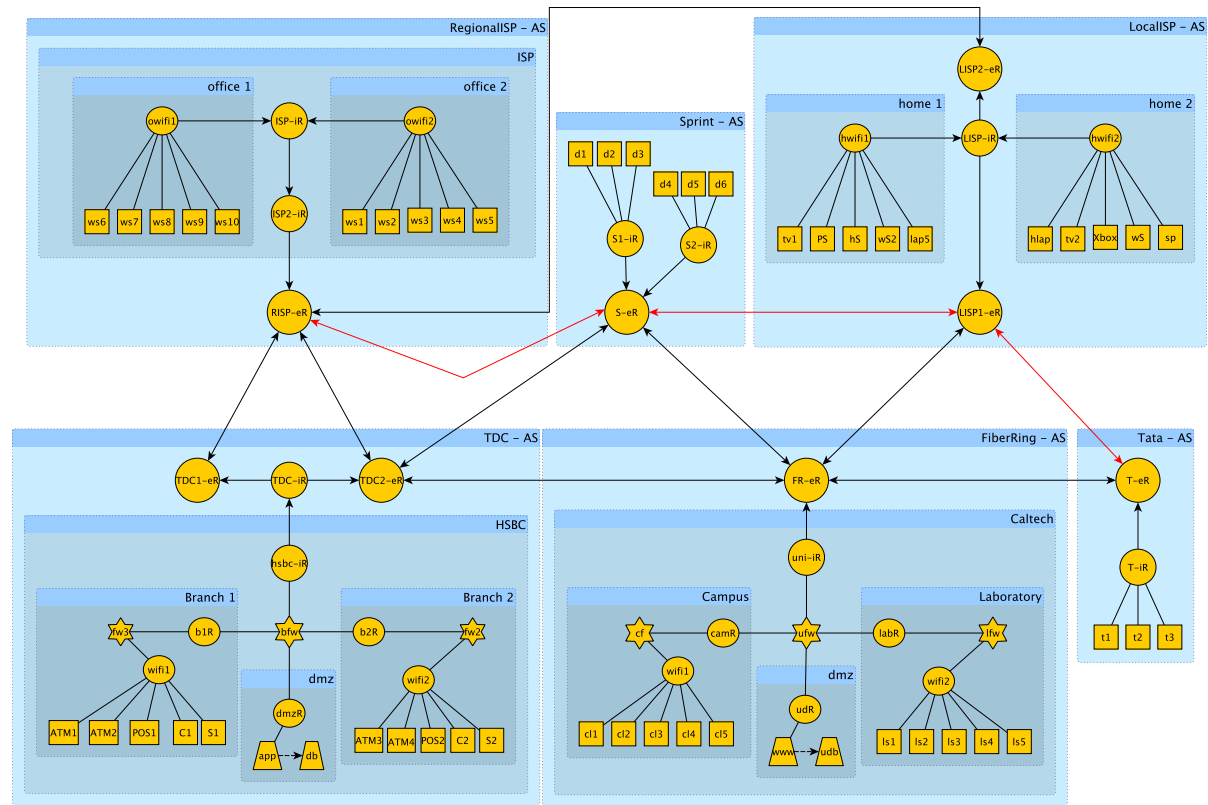 RegionalISP - AS
ISP
office 1
office 2
owifi1
ISP-iR
owifi2
ws6
ws7
ws8
ws9
ws10
ISP2-iR
ws1
ws2
ws3
ws4
ws5
RISP-eR
Sprint - AS
d1
d2
d3
d4
d5
d6
S1-iR
S2-iR
S-eR
LocalISP - AS
LISP2-eR
home 1
home 2
hwifi1
LISP-iR
hwifi2
tv1
PS
hS
wS2
lap5
hlap
tv2
Xbox
wS
sp
LISP1-eR
TDC - AS
TDC1-eR
TDC-iR
TDC2-eR
HSBC
hsbc-iR
Branch 1
Branch 2
fw3
b1R
bfw
b2R
fw2
wifi1
wifi2
dmz
dmzR
ATM1
ATM2
POS1
C1
S1
app
db
ATM3
ATM4
POS2
C2
S2
FiberRing - AS
FR-eR
Caltech
uni-iR
Campus
Laboratory
cf
camR
ufw
labR
lfw
wifi1
wifi2
dmz
udR
cl1
cl2
cl3
cl4
cl5
www
udb
ls1
ls2
ls3
ls4
ls5
Tata - AS
T-eR
T-iR
t1
t2
t3